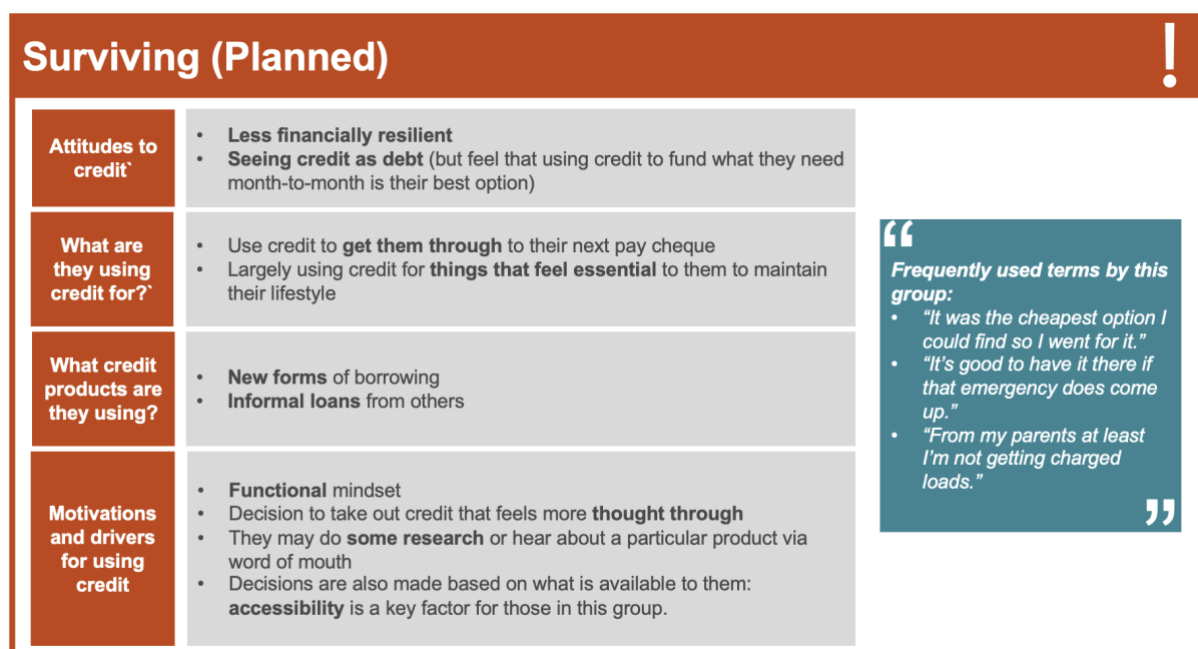 Surviving (Planned)
!
Attitudes to
credit`
• Less financially resilient
• Seeing credit as debt (but feel that using credit to fund what they need
month-to-month is their best option)
What are
they using
credit for?`
• Use credit to get them through to their next pay cheque
• Largely using credit for things that feel essential to them to maintain
their lifestyle
What credit
products are
they using?
• New forms of borrowing
• Informal loans from others
Motivations
and drivers
for using
credit
• Functional mindset
• Decision to take out credit that feels more thought through
• They may do some research or hear about a particular product via
word of mouth
• Decisions are also made based on what is available to them:
accessibility is a key factor for those in this group.
“
Frequently used terms by this
group:
• “It was the cheapest option I
could find so I went for it.”
• “It’s good to have it there if
that emergency does come
up.”
• “From my parents at least
I’m not getting charged
loads.”
”